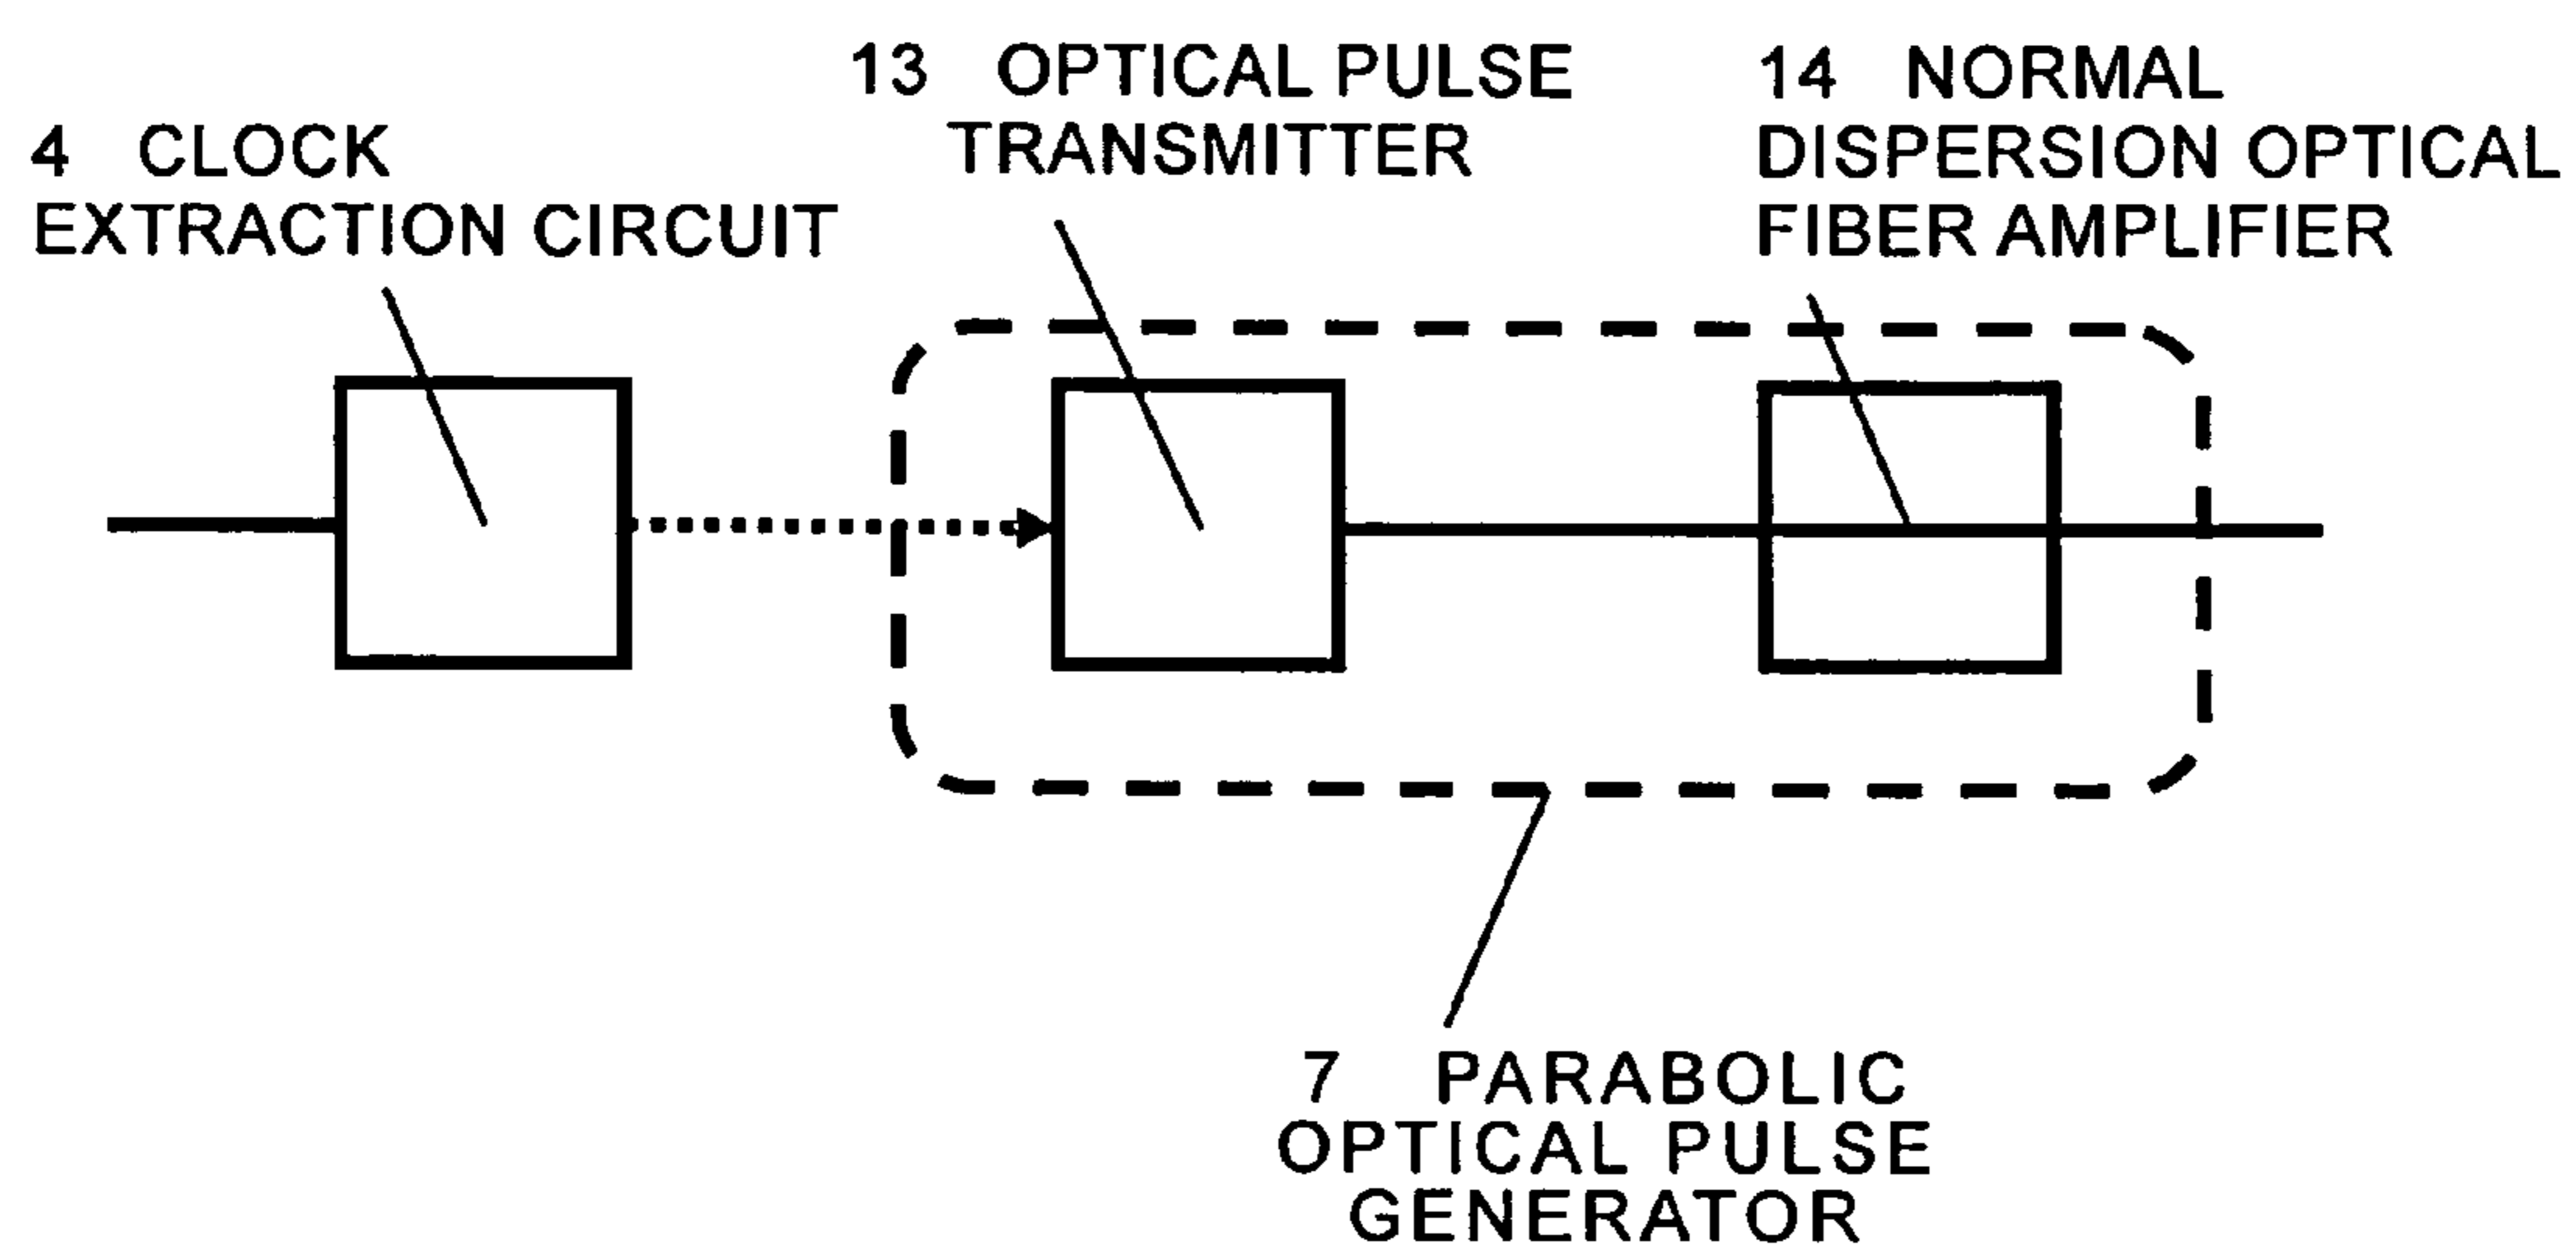 4 CLOCK
EXTRACTION CIRCUIT
13 OPTICAL PULSE
TRANSMITTER
14 NORMAL
DISPERSION OPTICAL
FIBER AMPLIFIER
7 PARABOLIC
OPTICAL PULSE
GENERATOR